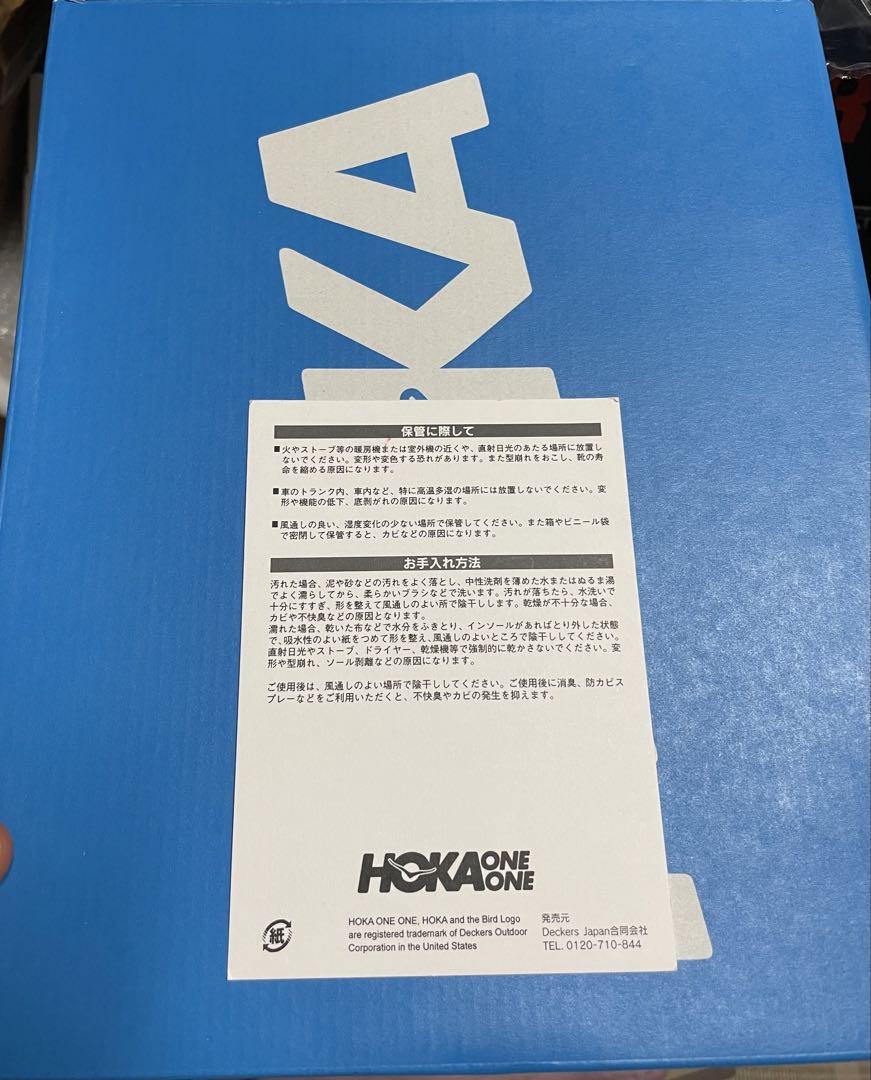 KA
保管に際して
■火やストーブ等の暖房機または室外機の近くや、直射日光のあたる場所に放置し
ないでください。変形や変色する恐れがあります。また型崩れをおこし、靴の寿
命を縮める原因になります。
■車のトランク内、車内など、特に高温多湿の場所には放置しないでください。変
形や機能の低下、底剥がれの原因になります。
■風通しの良い、湿度変化の少ない場所で保管してください。また箱やビニール袋
で密閉して保管すると、カビなどの原因になります。
お手入れ方法
汚れた場合、泥や砂などの汚れをよく落とし、中性洗剤を薄めた水またはぬるま湯
でよく濡らしてから、柔らかいブラシなどで洗います。汚れが落ちたら、水洗いで
十分にすすぎ、形を整えて風通しのよい所で陰干しします。乾燥が不十分な場合、
カビや不快臭などの原因となります。
濡れた場合、乾いた布などで水分をふきとり、インソールがあればとり外した状態
で、吸水性のよい紙をつめて形を整え、風通しのよいところで陰干ししてください。
直射日光やストーブ、ドライヤー、乾燥機等で強制的に乾かさないでください。変
形や型崩れ、ソール剥離などの原因になります。
ご使用後は、風通しのよい場所で陰干ししてください。ご使用後に消臭、防カビス
プレーなどをご利用いただくと、不快臭やカビの発生を抑えます。
HOKA ONE ONE
紙
HOKA ONE ONE, HOKA and the Bird Logo
are registered trademark of Deckers Outdoor
Corporation in the United States
発売元
Deckers Japan合同会社
TEL. 0120-710-844